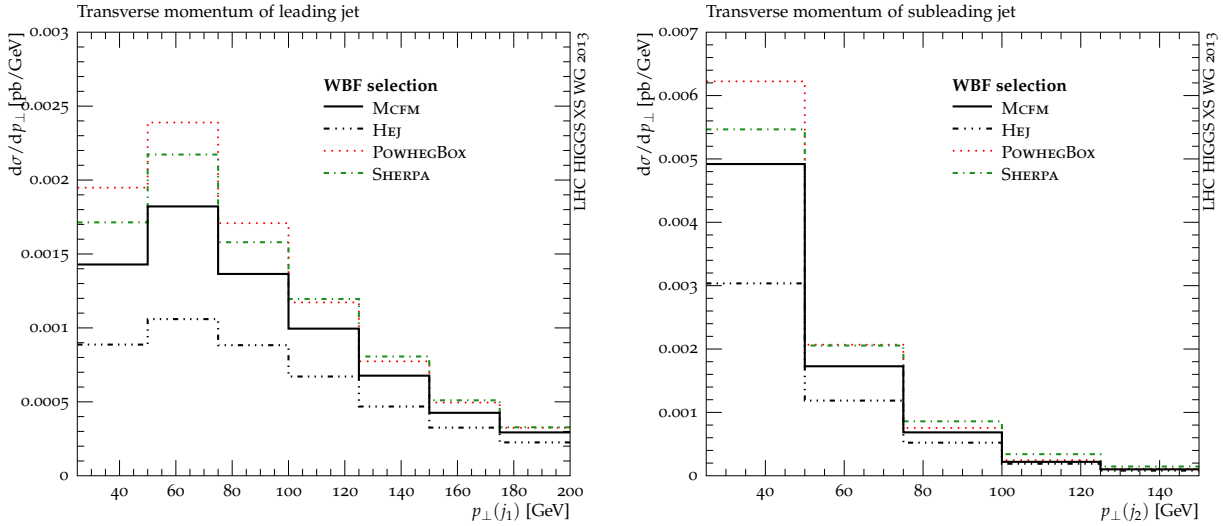 Transverse momentum of leading jet
0.003
0.0025
0.002
0.0015
0.001
0.0005
0
dσ/dp⊥ [pb/GeV]
WBF selection
MCFM
HEJ
POWHEGBOX
SHERPA
LHC HIGGS XS WG 2013
40 60 80 100 120 140 160 180 200
p⊥(j1) [GeV]
Transverse momentum of subleading jet
0.007
0.006
0.005
0.004
0.003
0.002
0.001
0
dσ/dp⊥ [pb/GeV]
WBF selection
MCFM
HEJ
POWHEGBOX
SHERPA
LHC HIGGS XS WG 2013
40 60 80 100 120 140
p⊥(j2) [GeV]